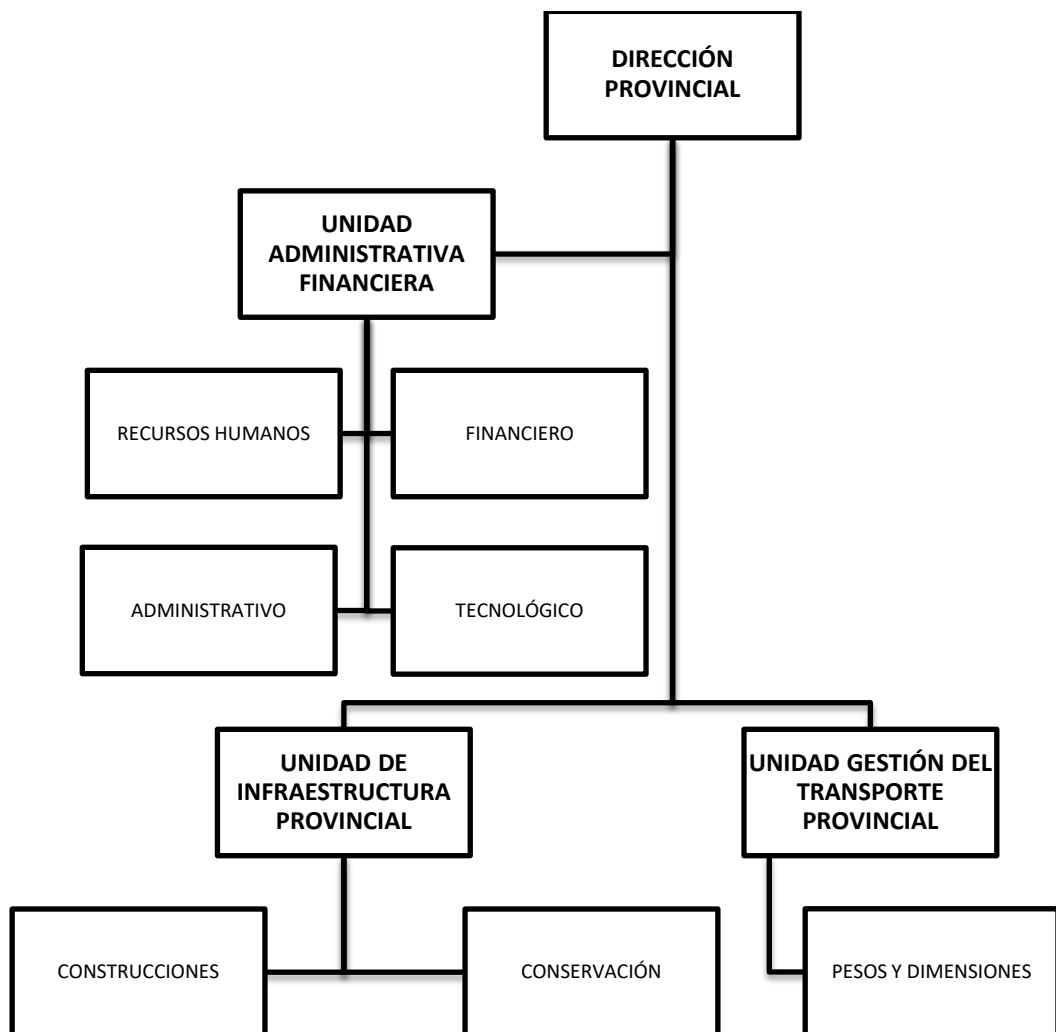 DIRECCIÓN
PROVINCIAL
UNIDAD
ADMINISTRATIVA
FINANCIERA
RECURSOS HUMANOS
FINANCIERO
ADMINISTRATIVO
TECNOLÓGICO
UNIDAD DE
INFRAESTRUCTURA
PROVINCIAL
UNIDAD GESTIÓN DEL
TRANSPORTE
PROVINCIAL
CONSTRUCCIONES
CONSERVACIÓN
PESOS Y DIMENSIONES